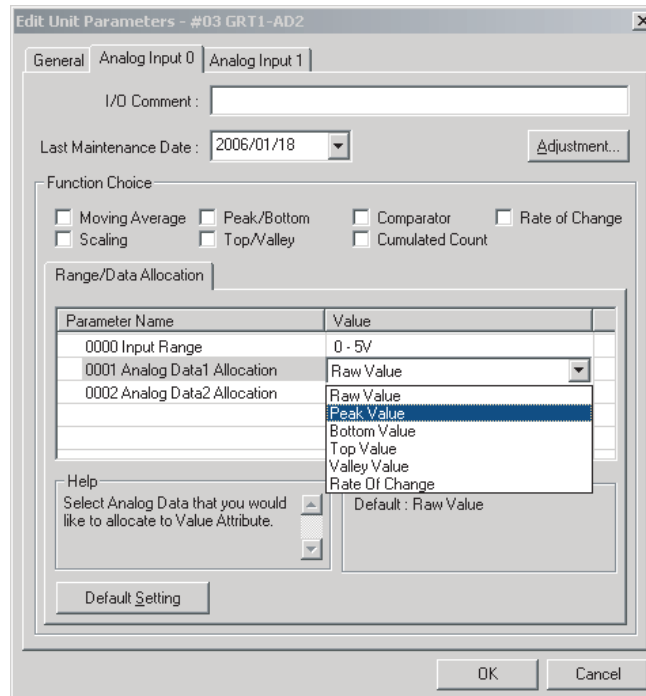 Edit Unit Parameters - #03 GRT1-AD2
General Analog Input 0 Analog Input 1
I/O Comment :
Last Maintenance Date : 2006/01/18 Adjustment...
Function Choice
Moving Average Peak/Bottom Comparator Rate of Change
Scaling Top/Valley Cumulated Count
Range/Data Allocation
Parameter Name Value
0000 Input Range 0 - 5V
0001 Analog Data1 Allocation Raw Value
0002 Analog Data2 Allocation Raw Value
Peak Value
Bottom Value
Top Value
Valley Value
Rate Of Change
Help
Select Analog Data that you would
like to allocate to Value Attribute.
Default : Raw Value
Default Setting
OK Cancel